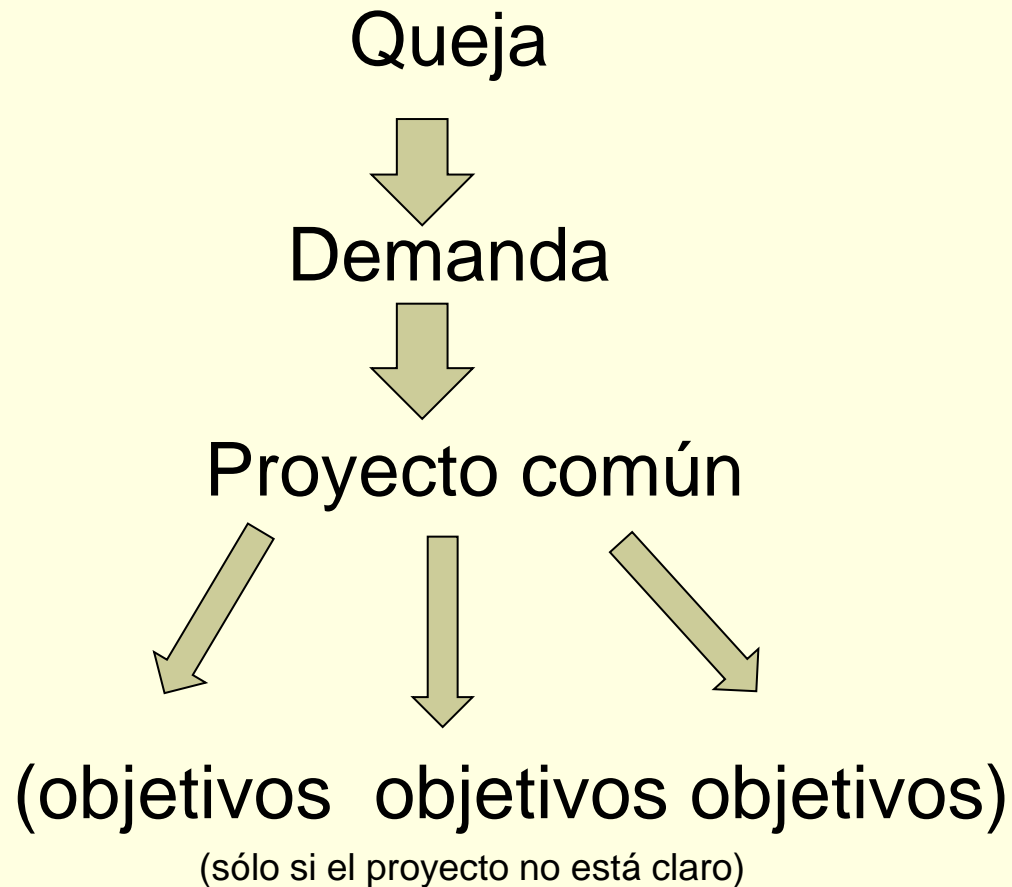 Queja
Demanda
Proyecto común
(objetivos objetivos objetivos)
(sólo si el proyecto no está claro)